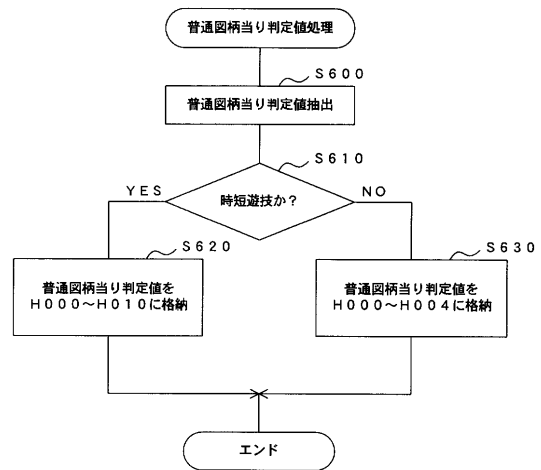 普通図柄当り判定値処理
S600
普通図柄当り判定値抽出
S610
時短遊技か?
YES
NO
S620
普通図柄当り判定値を
H000~H010に格納
S630
普通図柄当り判定値を
H000~H004に格納
エンド